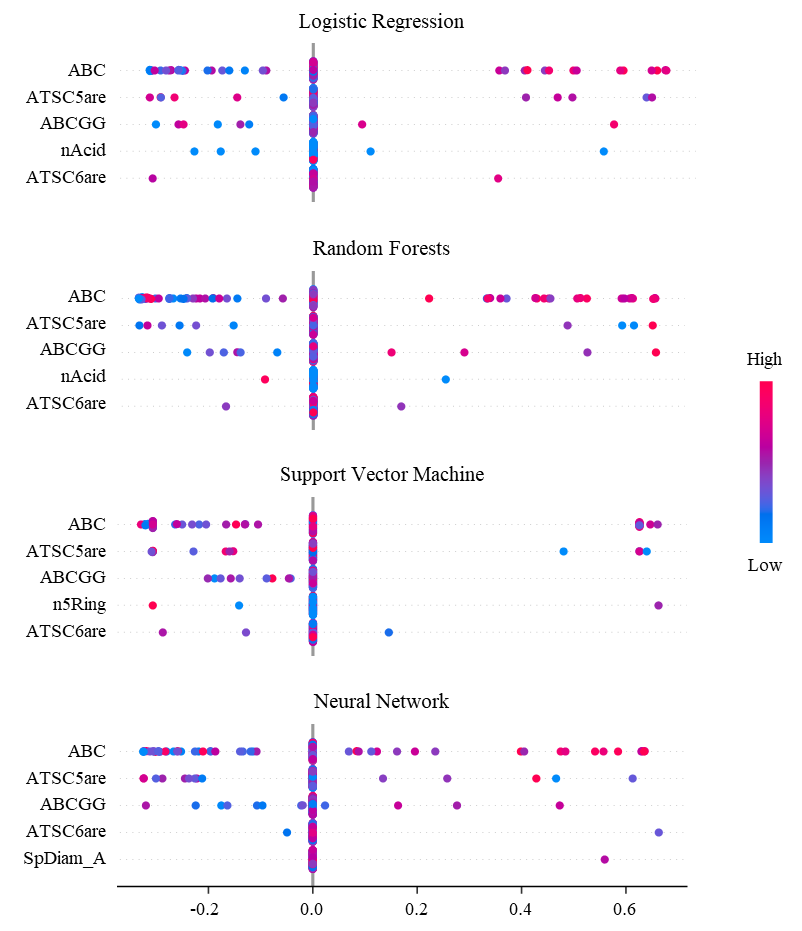 Logistic Regression
ABC
ATSC5are
ABCGG
nAcid
ATSC6are
Random Forests
ABC
ATSC5are
ABCGG
nAcid
ATSC6are
High
Low
Support Vector Machine
ABC
ATSC5are
ABCGG
n5Ring
ATSC6are
Neural Network
ABC
ATSC5are
ABCGG
ATSC6are
SpDiam_A
-0.2 0.0 0.2 0.4 0.6